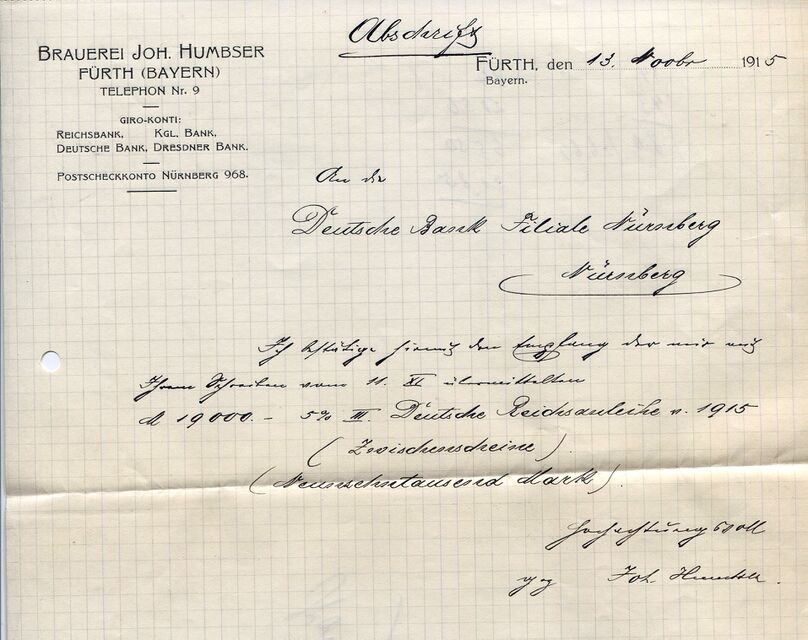 Abschrift
BRAUEREI JOH. HUMBSER
FÜRTH (BAYERN)
TELEPHON Nr. 9
GIRO-KONTI:
REICHSBANK, KGL. BANK,
DEUTSCHE BANK, DRESDNER BANK.
POSTSCHECKKONTO NÜRNBERG 968.
FÜRTH, den 13. Novbr 1915
Bayern.
An die
Deutsche Bank Filiale Nürnberg
Nürnberg
Ich bestätige hiermit den Empfang der mir mit
Ihrem Schreiben vom 11. XI. übermittelten
M 19000.- 5% III. Deutsche Reichsanleihe v. 1915
(Zwischenscheine).
(Neunzehntausend Mark).
Hochachtungsvoll
gez Joh. Humbser.